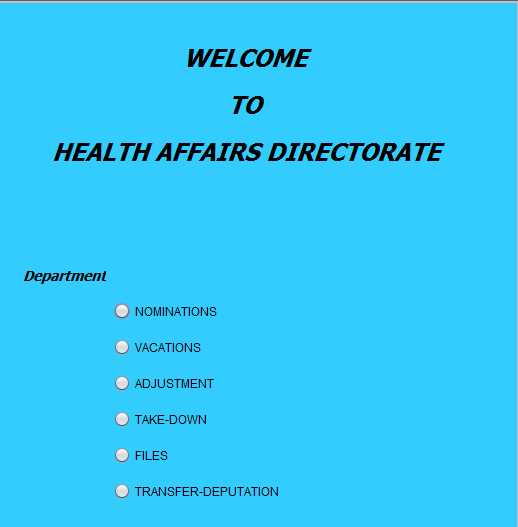 WELCOME
TO
HEALTH AFFAIRS DIRECTORATE
Department
NOMINATIONS
VACATIONS
ADJUSTMENT
TAKE-DOWN
FILES
TRANSFER-DEPUTATION